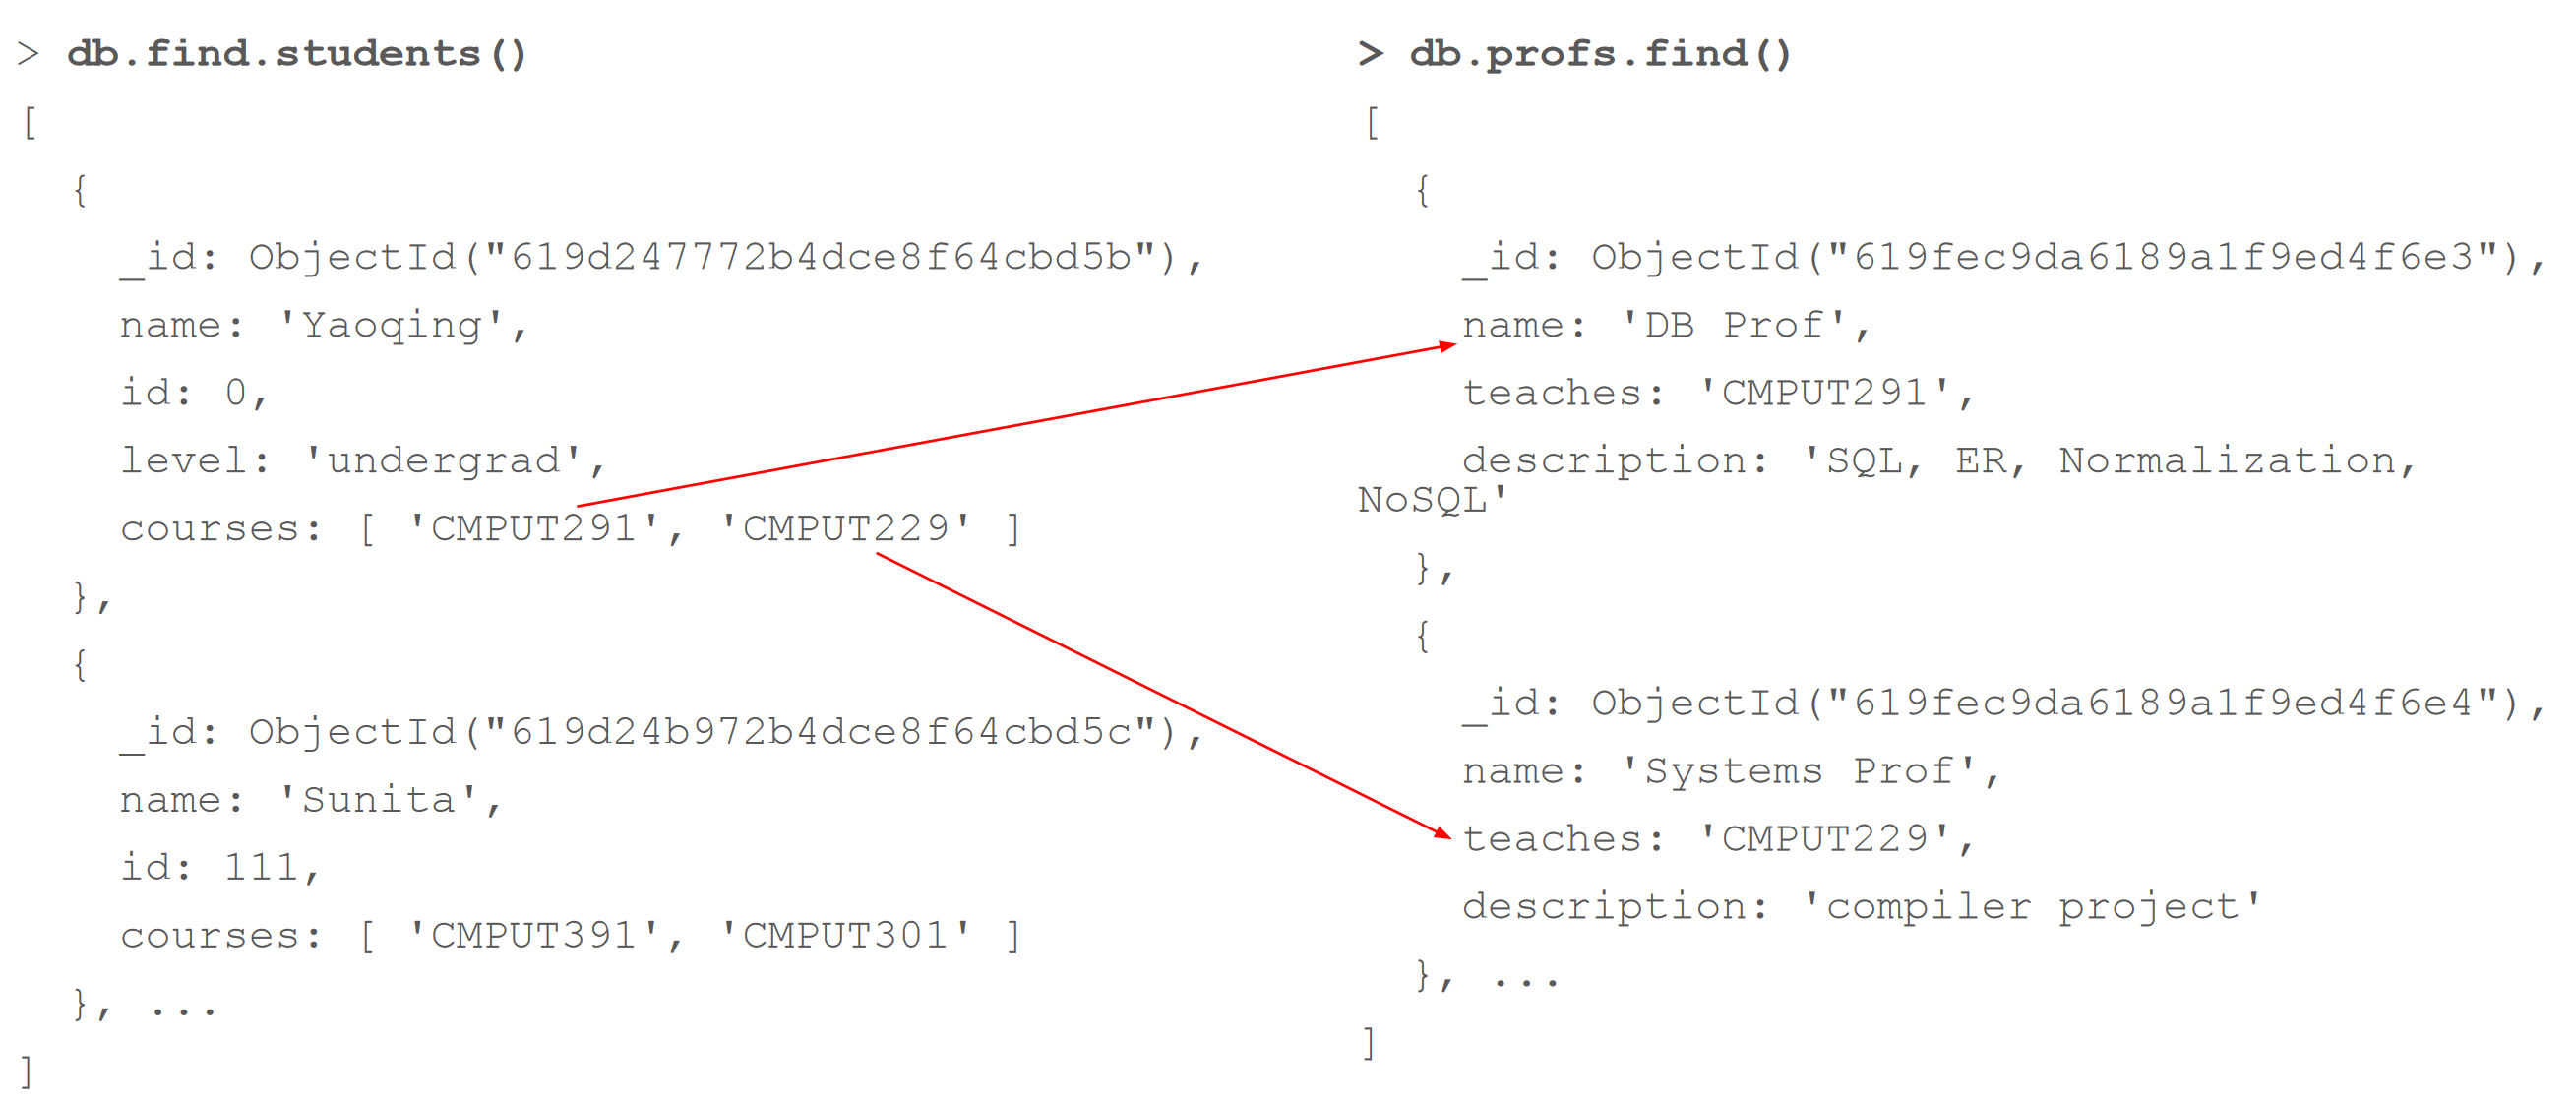 > db.find.students()
[
{
_id: ObjectId("619d247772b4dce8f64cbd5b"),
name: 'Yaoqing',
id: 0,
level: 'undergrad',
courses: [ 'CMPUT291', 'CMPUT229' ]
},
{
_id: ObjectId("619d24b972b4dce8f64cbd5c"),
name: 'Sunita',
id: 111,
courses: [ 'CMPUT391', 'CMPUT301' ]
}, ...
]
> db.profs.find()
[
{
_id: ObjectId("619fec9da6189a1f9ed4f6e3"),
name: 'DB Prof',
teaches: 'CMPUT291',
description: 'SQL, ER, Normalization,
NoSQL'
},
{
_id: ObjectId("619fec9da6189a1f9ed4f6e4"),
name: 'Systems Prof',
teaches: 'CMPUT229',
description: 'compiler project'
}, ...
]